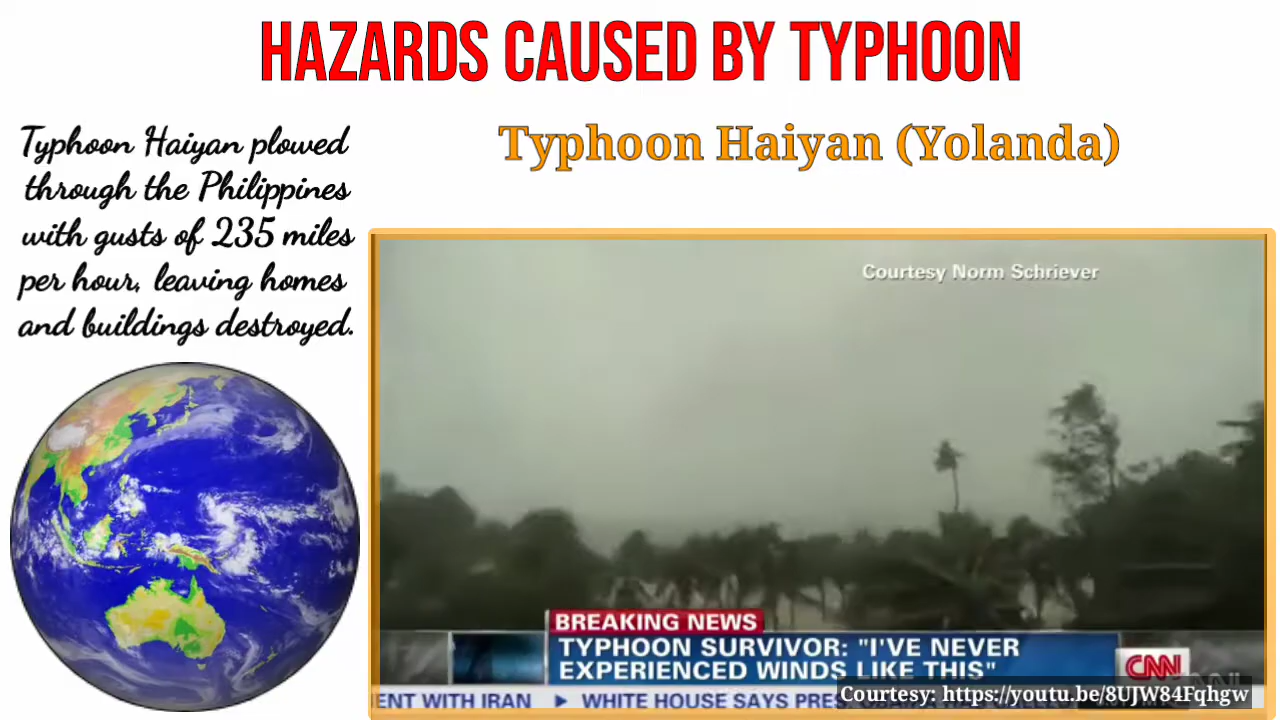 HAZARDS CAUSED BY TYPHOON
Typhoon Haiyan (Yolanda)
Typhoon Haiyan plowed
through the Philippines
with gusts of 235 miles
per hour, leaving homes
and buildings destroyed.
Courtesy Norm Schriever
BREAKING NEWS
TYPHOON SURVIVOR: "I'VE NEVER
EXPERIENCED WINDS LIKE THIS"
CNN
ENT WITH IRAN ► WHITE HOUSE SAYS PRES
Courtesy: https://youtu.be/8UJW84Fqhgw